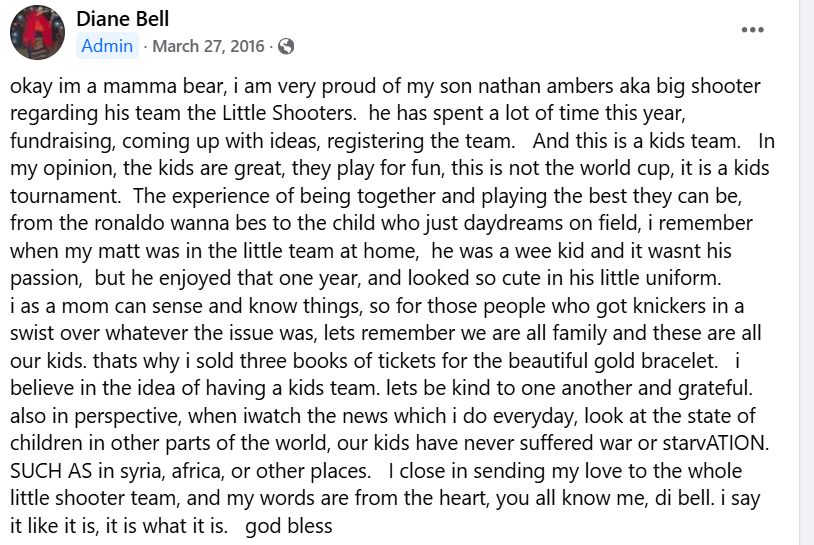 Diane Bell
Admin · March 27, 2016 ·
okay im a mamma bear, i am very proud of my son nathan ambers aka big shooter
regarding his team the Little Shooters.  he has spent a lot of time this year,
fundraising, coming up with ideas, registering the team.   And this is a kids team.   In
my opinion, the kids are great, they play for fun, this is not the world cup, it is a kids
tournament.  The experience of being together and playing the best they can be,
from the ronaldo wanna bes to the child who just daydreams on field, i remember
when my matt was in the little team at home,  he was a wee kid and it wasnt his
passion,  but he enjoyed that one year, and looked so cute in his little uniform.
i as a mom can sense and know things, so for those people who got knickers in a
swist over whatever the issue was, lets remember we are all family and these are all
our kids. thats why i sold three books of tickets for the beautiful gold bracelet.   i
believe in the idea of having a kids team. lets be kind to one another and grateful.
also in perspective, when iwatch the news which i do everyday, look at the state of
children in other parts of the world, our kids have never suffered war or starvATION.
SUCH AS in syria, africa, or other places.   I close in sending my love to the whole
little shooter team, and my words are from the heart, you all know me, di bell. i say
it like it is, it is what it is.   god bless